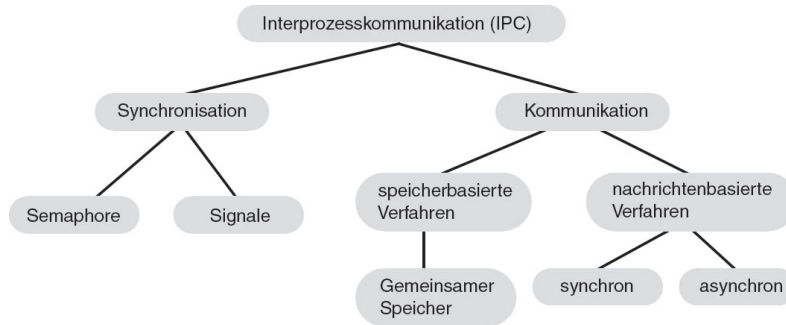 Interprozesskommunikation (IPC)
Synchronisation
Kommunikation
Semaphore
Signale
speicherbasierte
Verfahren
nachrichtenbasierte
Verfahren
Gemeinsamer
Speicher
synchron
asynchron